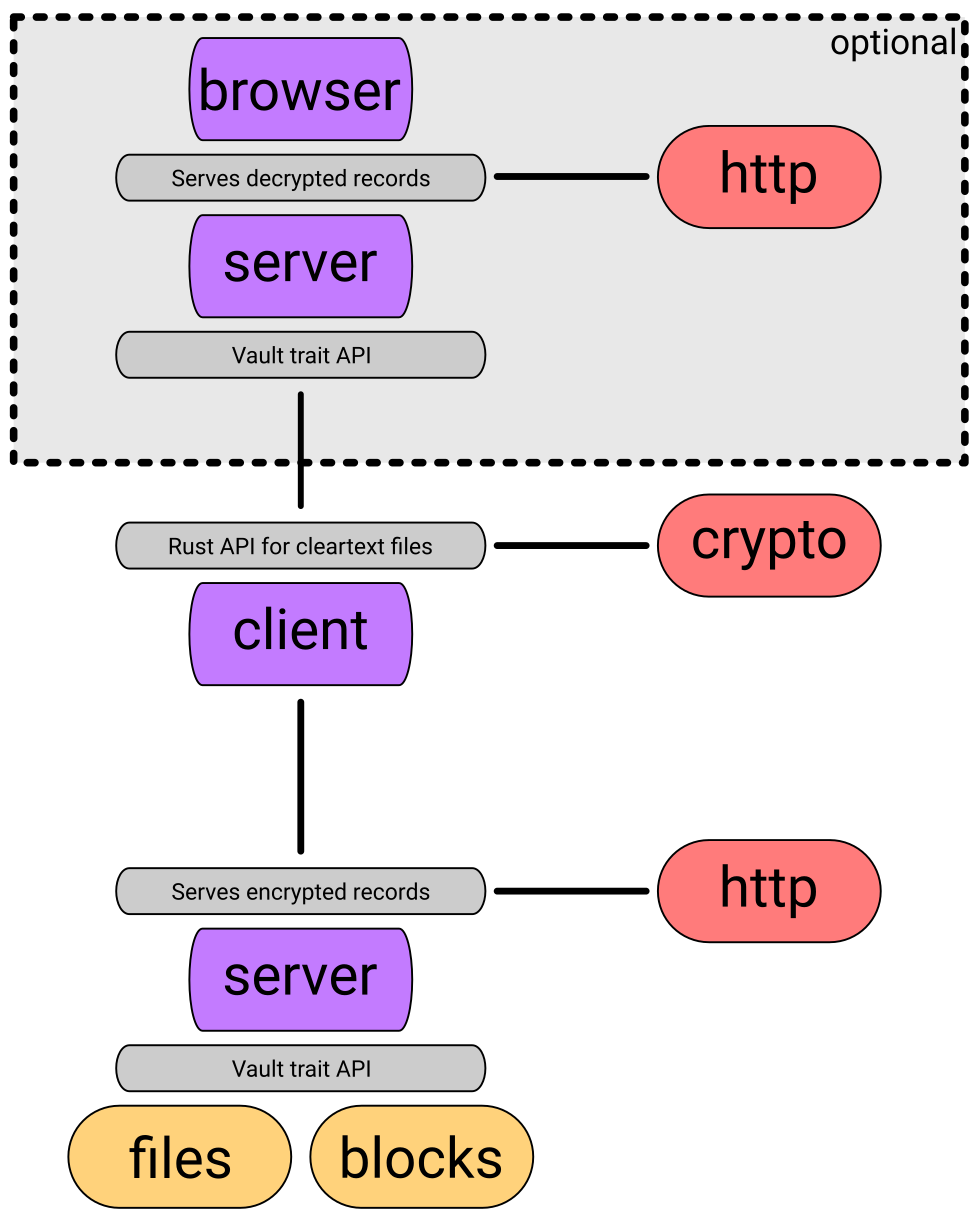 optional
browser
Serves decrypted records
http
server
Vault trait API
Rust API for cleartext files
crypto
client
Serves encrypted records
http
server
Vault trait API
files
blocks